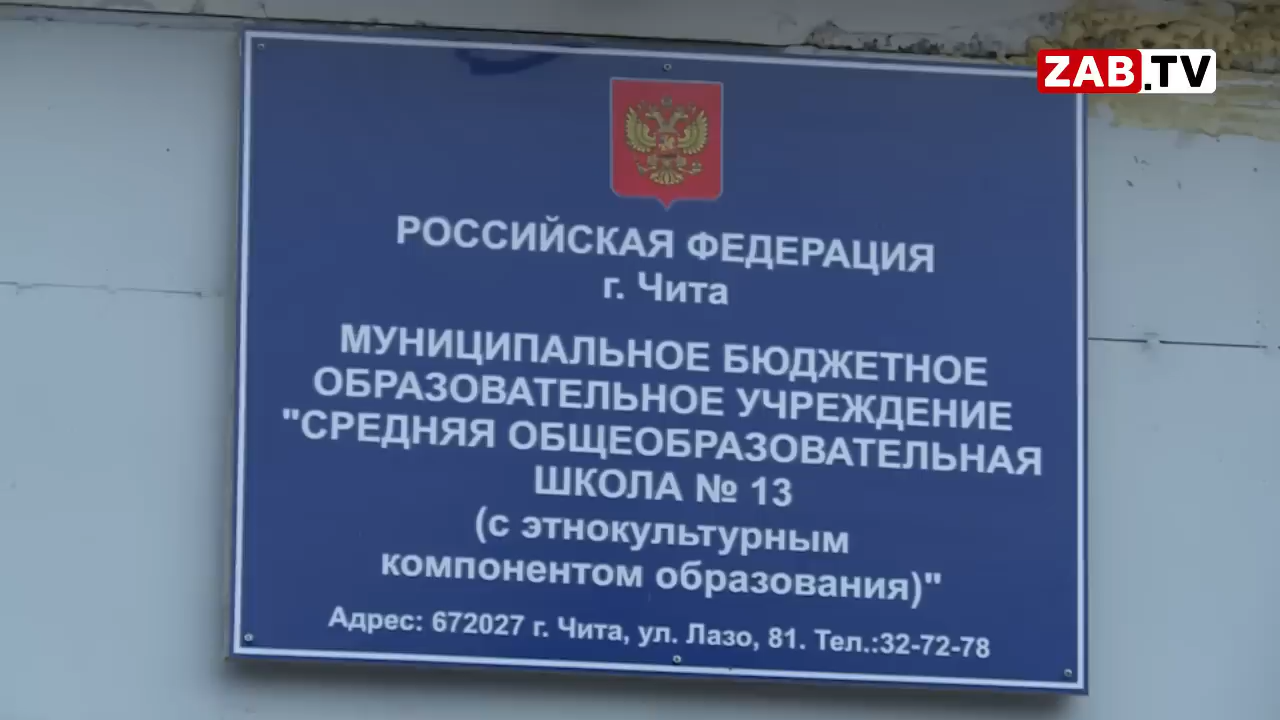 ZAB.TV
РОССИЙСКАЯ ФЕДЕРАЦИЯ
г. Чита
МУНИЦИПАЛЬНОЕ БЮДЖЕТНОЕ
ОБРАЗОВАТЕЛЬНОЕ УЧРЕЖДЕНИЕ
"СРЕДНЯЯ ОБЩЕОБРАЗОВАТЕЛЬНАЯ
ШКОЛА № 13
(с этнокультурным
компонентом образования)"
Адрес: 672027 г. Чита, ул. Лазо, 81. Тел.:32-72-78